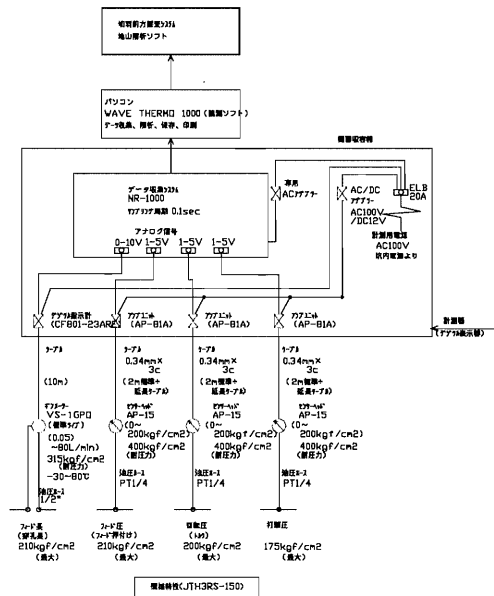 切羽前方探査システム
地山解析ソフト
パソコン
WAVE THERMO 1000 (観測ソフト)
データ収集、解析、保存、印刷
機器収容箱
データ収集システム
NR-1000
サンプリング周期 0.1sec
アナログ信号
0-10V 1-5V 1-5V 1-5V
専用
ACアダプター
AC/DC
アダプター
AC100V
/DC12V
ELB
20A
計測用電源
AC100V
坑内電源より
デジタル指示計
(CF801-23ARE)
アンプユニット
(AP-81A)
アンプユニット
(AP-81A)
アンプユニット
(AP-81A)
計測器
(デジタル表示器)
ケーブル
(10m)
ケーブル
0.34mm×
3c
(2m標準+
延長ケーブル)
ケーブル
0.34mm×
3c
(2m標準+
延長ケーブル)
ケーブル
0.34mm×
3c
(2m標準+
延長ケーブル)
ギアメーター
VS-1GPO
(標準タイプ)
(0.05)
~80L/min)
315kgf/cm2
(耐圧力)
-30~80℃
油圧ホース
1/2"
センサーヘッド
AP-15
(0~
200kgf/cm2)
400kgf/cm2
(耐圧力)
油圧ホース
PT1/4
センサーヘッド
AP-15
(0~
200kgf/cm2)
400kgf/cm2
(耐圧力)
油圧ホース
PT1/4
センサーヘッド
AP-15
(0~
200kgf/cm2)
400kgf/cm2
(耐圧力)
油圧ホース
PT1/4
フィード長
(穿孔長)
210kgf/cm2
(最大)
フィード圧
(フィード押付け)
210kgf/cm2
(最大)
回転圧
(トルク)
200kgf/cm2
(最大)
打撃圧
175kgf/cm2
(最大)
機械特性(JTH3RS-150)